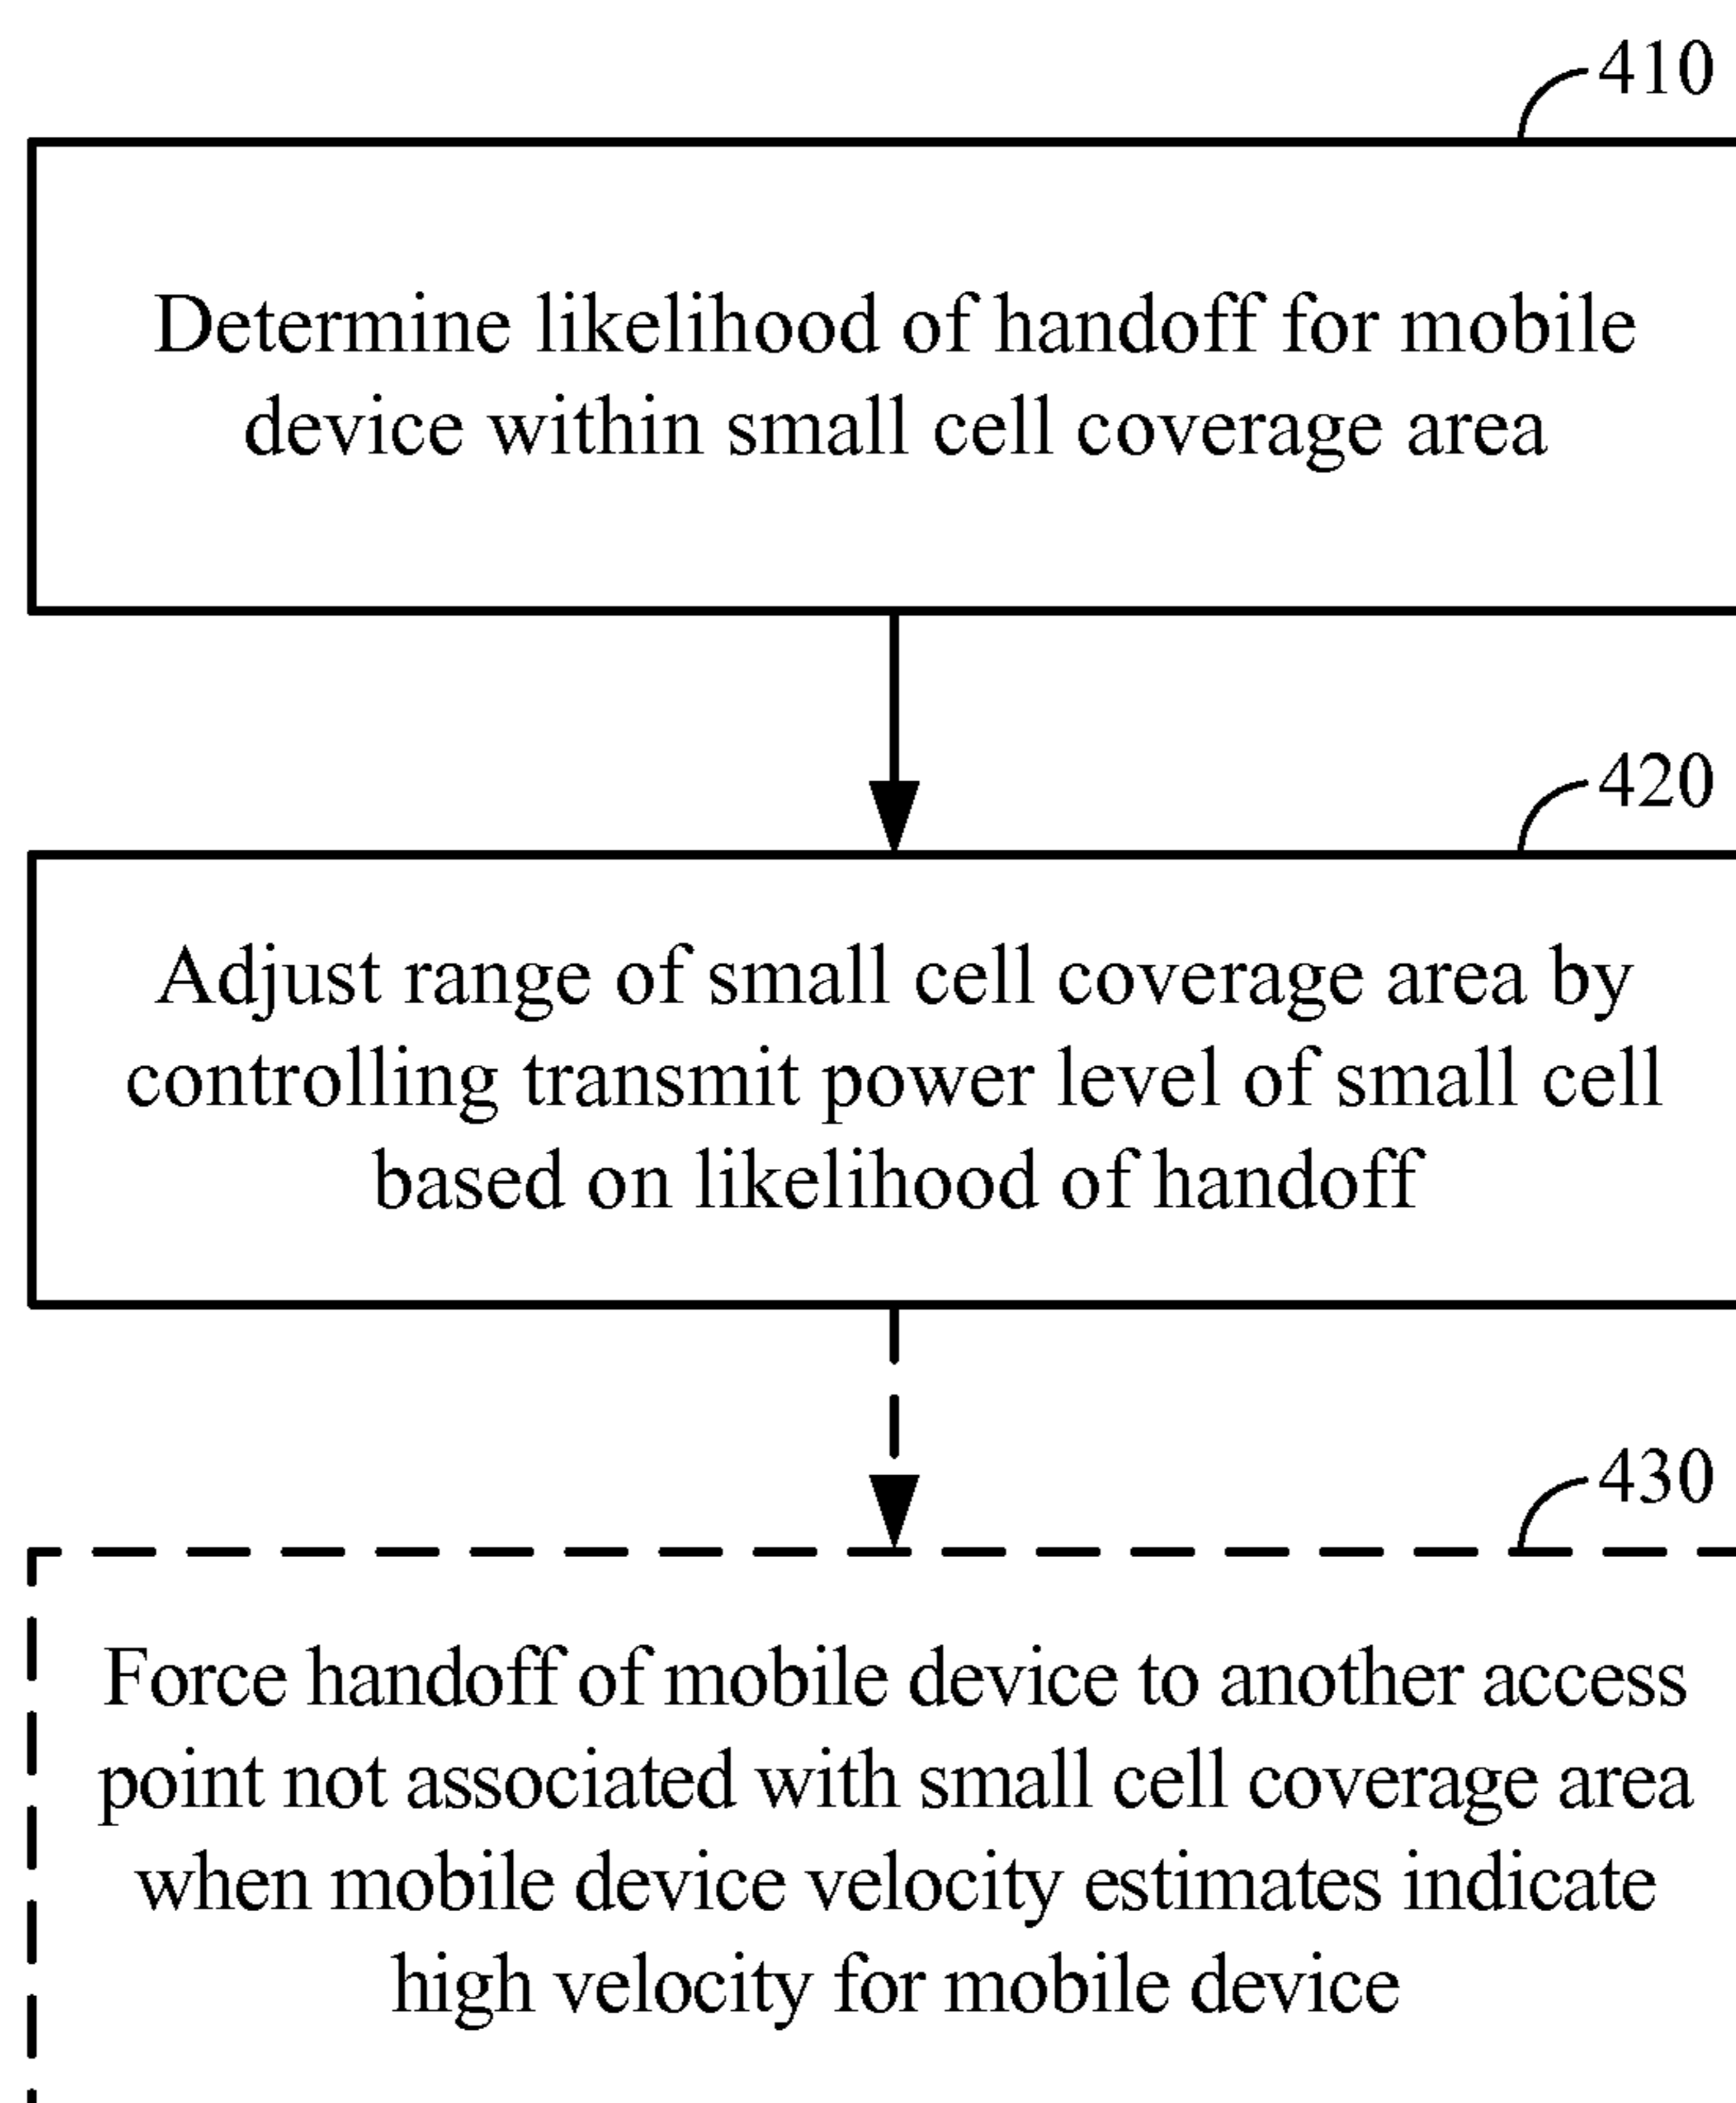 410
Determine likelihood of handoff for mobile
device within small cell coverage area
420
Adjust range of small cell coverage area by
controlling transmit power level of small cell
based on likelihood of handoff
430
Force handoff of mobile device to another access
point not associated with small cell coverage area
when mobile device velocity estimates indicate
high velocity for mobile device